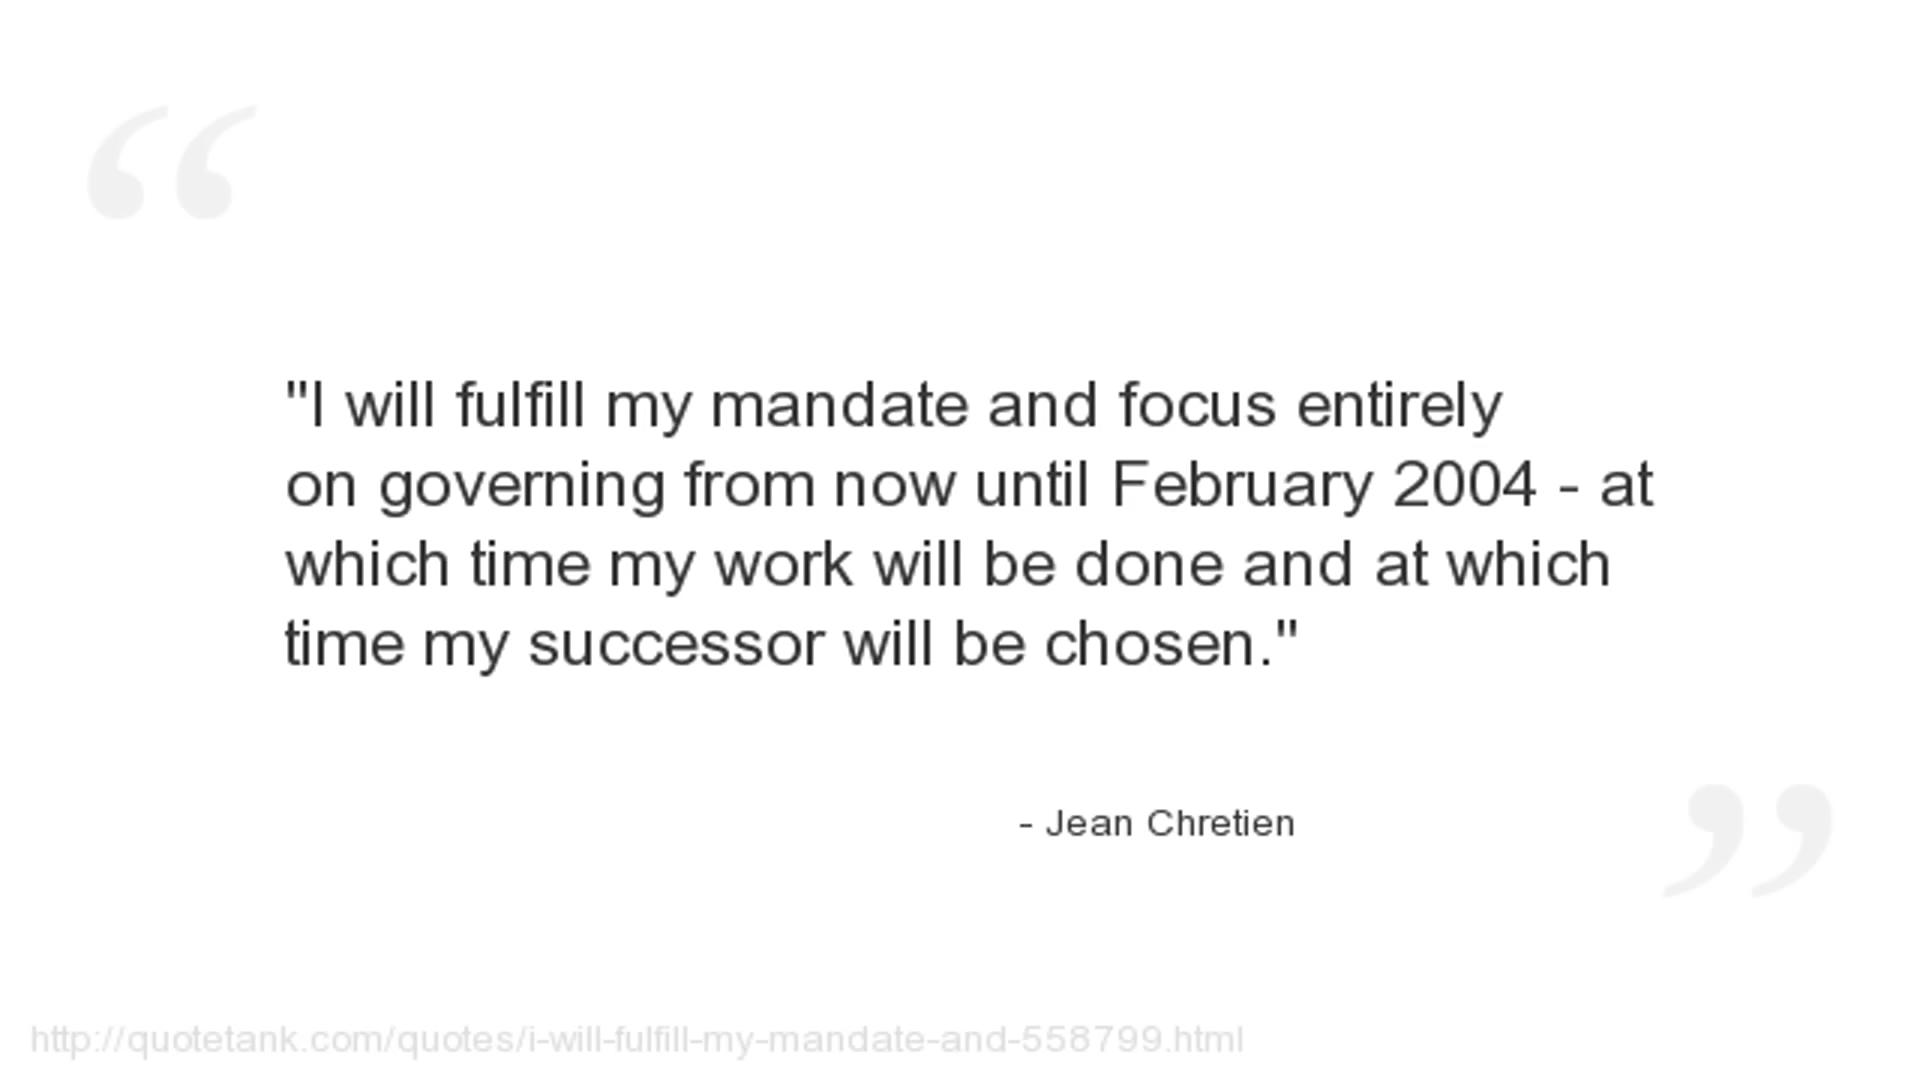 "I will fulfill my mandate and focus entirely
on governing from now until February 2004 - at
which time my work will be done and at which
time my successor will be chosen."
- Jean Chretien
http://quotetank.com/quotes/i-will-fulfill-my-mandate-and-558799.html